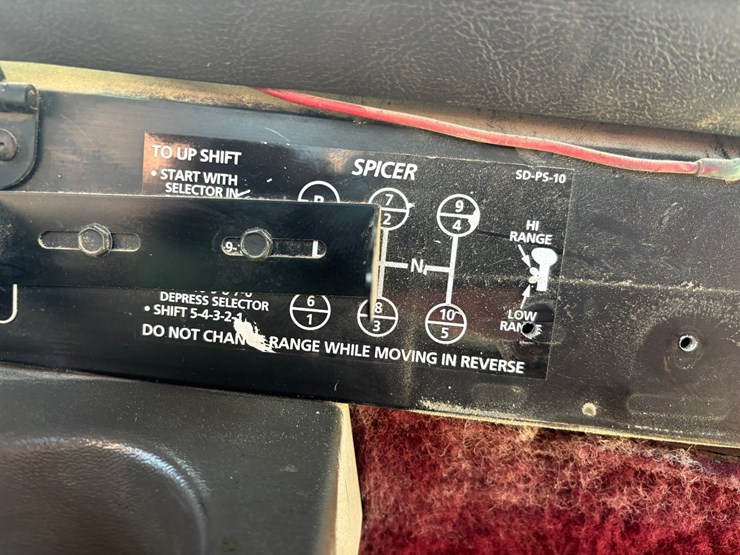 TO UP SHIFT
• START WITH
SELECTOR IN
SPICER
SD-PS-10
R
7
2
9
4
HI
RANGE
N
-9-
DEPRESS SELECTOR
• SHIFT 5-4-3-2-1
6
1
8
3
10
5
LOW
RANGE
DO NOT CHANGE RANGE WHILE MOVING IN REVERSE